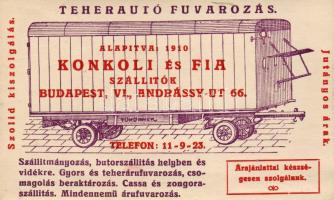 TEHERAUTÓ FUVAROZÁS.
Szolid kiszolgálás.
ALAPITVA: 1910
KONKOLI ÉS FIA
SZÁLLITÓK
BUDAPEST, VI., ANDRÁSSY-UT 66.
Jutányos árak.
TELEFON: 11-9-23.
Szállitmányozás, butorszállitás helyben és
vidékre. Gyors és teherárufuvarozás, cso-
magolás beraktározás. Cassa és zongora-
szállitás. Mindennemű árufuvarozás.
Árajánlattal készsé-
gesen szolgálunk.